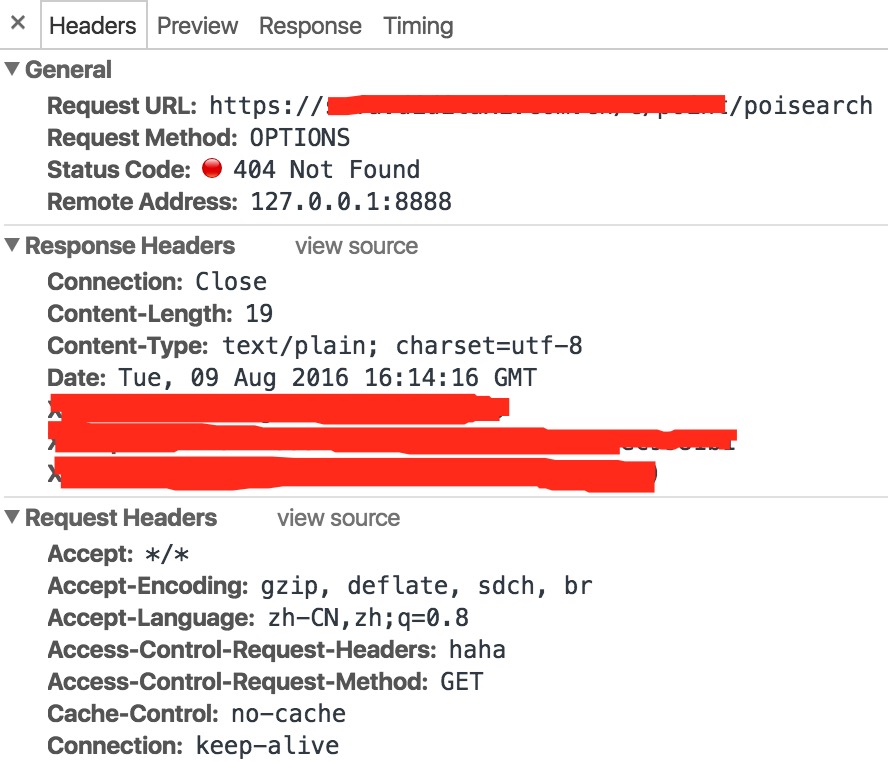 × Headers Preview Response Timing
General
Request URL: https:// /poisearch
Request Method: OPTIONS
Status Code: 404 Not Found
Remote Address: 127.0.0.1:8888
Response Headers view source
Connection: Close
Content-Length: 19
Content-Type: text/plain; charset=utf-8
Date: Tue, 09 Aug 2016 16:14:16 GMT
Request Headers view source
Accept: */*
Accept-Encoding: gzip, deflate, sdch, br
Accept-Language: zh-CN,zh;q=0.8
Access-Control-Request-Headers: haha
Access-Control-Request-Method: GET
Cache-Control: no-cache
Connection: keep-alive